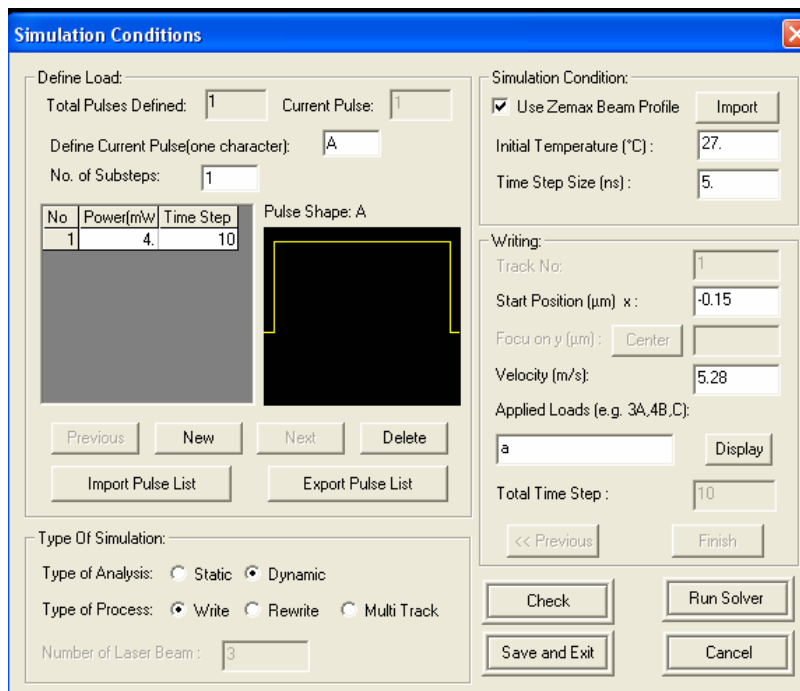 Simulation Conditions
Define Load:
Total Pulses Defined: 1 Current Pulse: 1
Define Current Pulse(one character): A
No. of Substeps: 1
No Power(mW Time Step
1 4. 10
Pulse Shape: A
Previous New Next Delete
Import Pulse List Export Pulse List
Type Of Simulation:
Type of Analysis: Static Dynamic
Type of Process: Write Rewrite Multi Track
Number of Laser Beam : 3
Simulation Condition:
Use Zemax Beam Profile Import
Initial Temperature (°C) : 27.
Time Step Size (ns) : 5.
Writing:
Track No: 1
Start Position (µm) x : -0.15
Focu on y (µm) : Center
Velocity (m/s): 5.28
Applied Loads (e.g. 3A,4B,C):
a Display
Total Time Step : 10
<< Previous Finish
Check Run Solver
Save and Exit Cancel